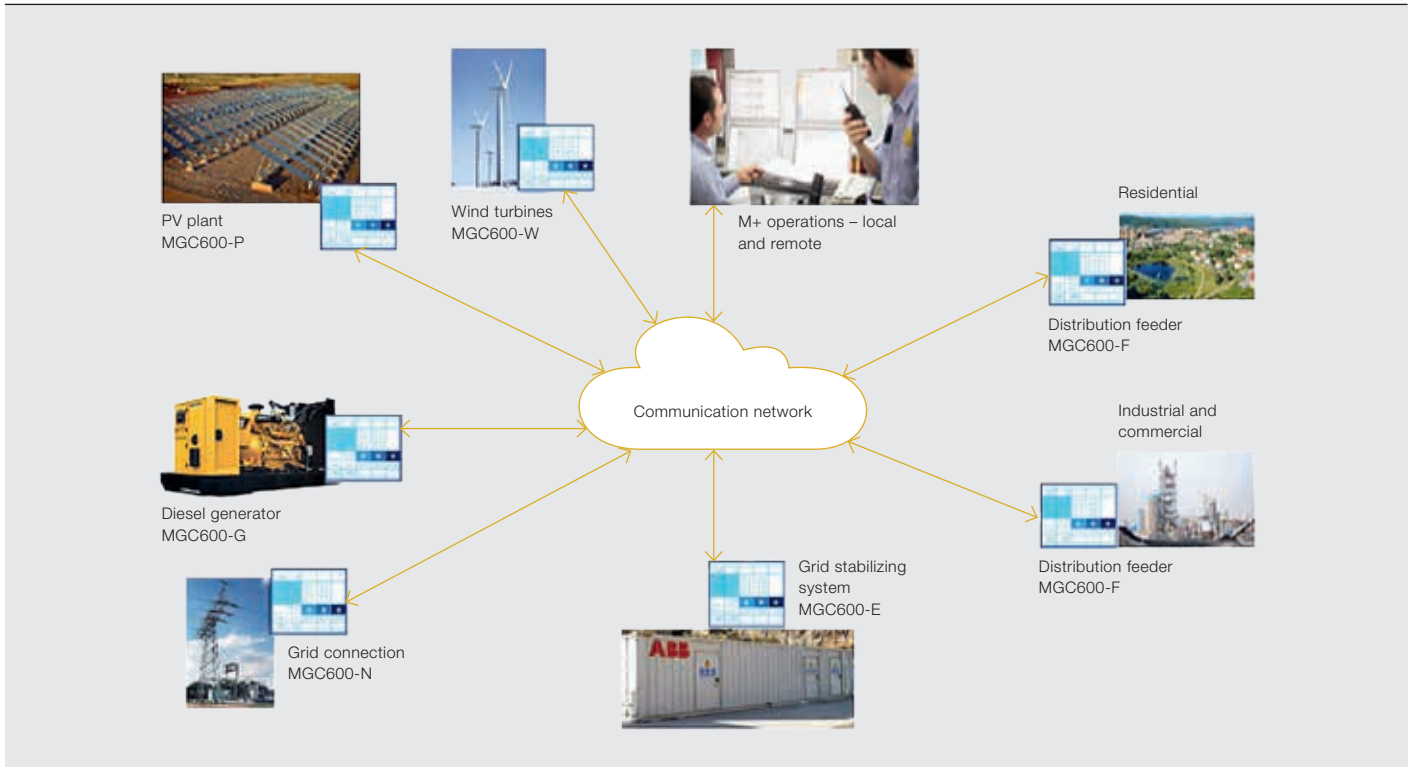 PV plant
MGC600-P
Wind turbines
MGC600-W
M+ operations – local
and remote
Residential
Distribution feeder
MGC600-F
Communication network
Industrial and
commercial
Distribution feeder
MGC600-F
Diesel generator
MGC600-G
Grid stabilizing
system
MGC600-E
ABB
Grid connection
MGC600-N